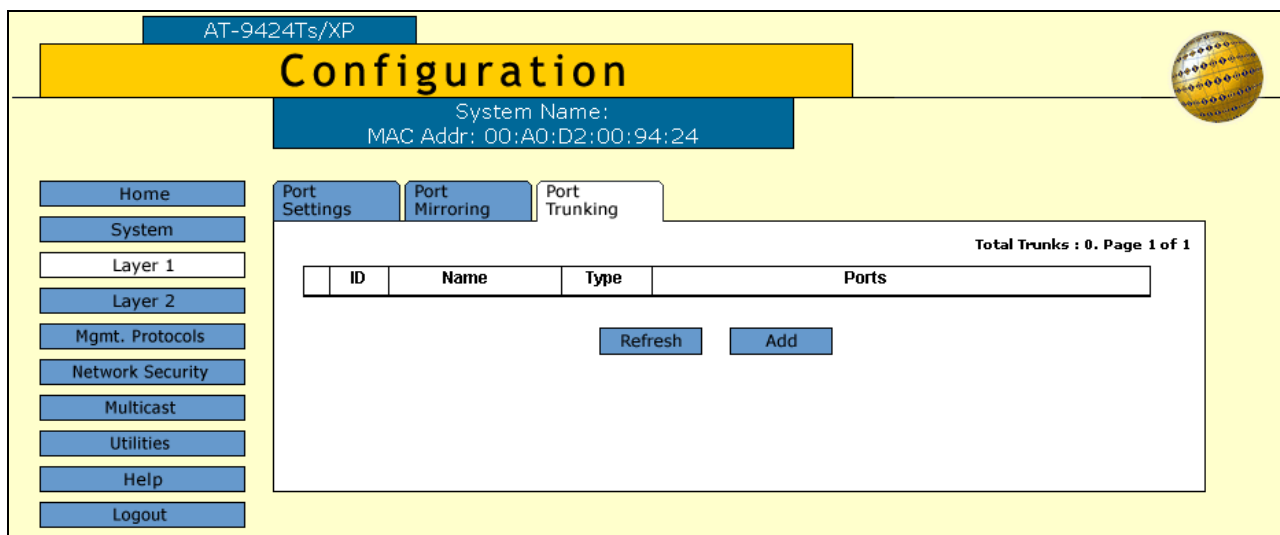 AT-9424Ts/XP
Configuration
System Name:
MAC Addr: 00:A0:D2:00:94:24
Home
System
Layer 1
Layer 2
Mgmt. Protocols
Network Security
Multicast
Utilities
Help
Logout
Port
Settings
Port
Mirroring
Port
Trunking
Total Trunks : 0. Page 1 of 1
ID Name Type Ports
Refresh Add